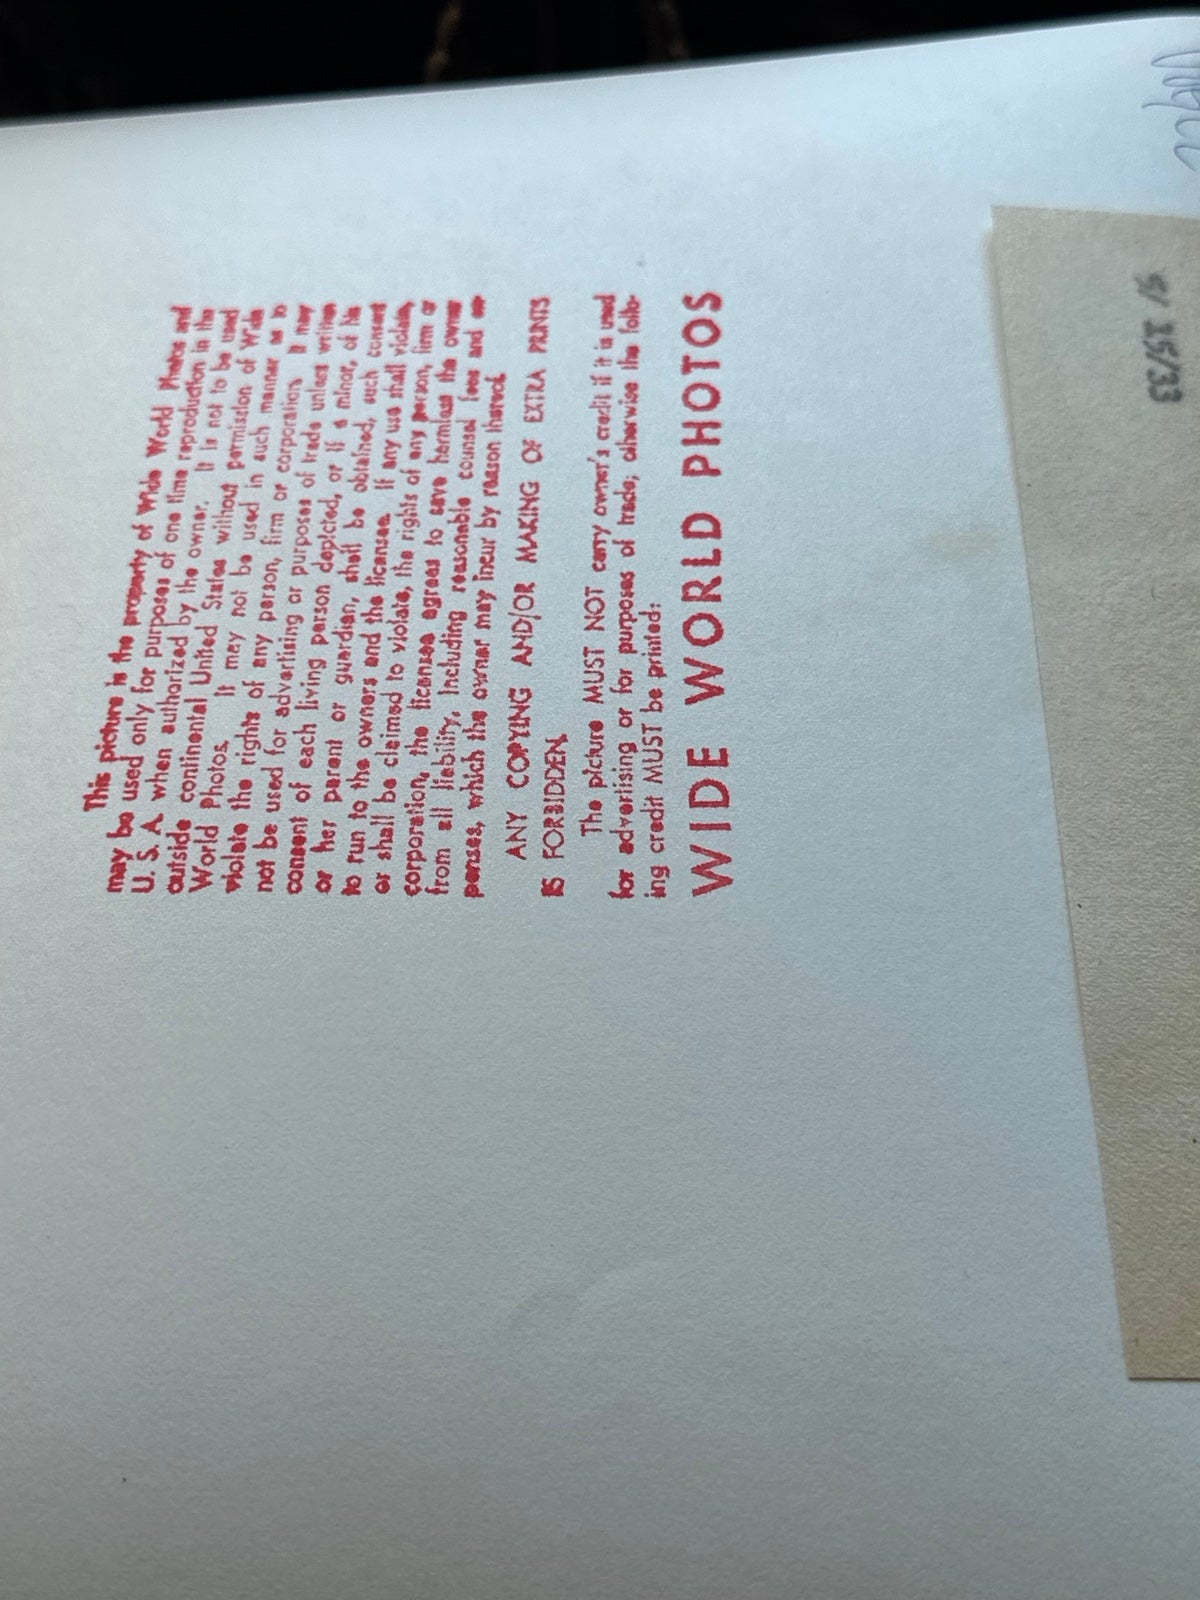 This picture is the property of Wide World Photos and
may be used only for purposes of one time reproduction in the
U. S. A. when authorized by the owner. It is not to be used
outside continental United States without permission of Wide
World Photos. It may not be used in such manner as to
violate the rights of any person, firm or corporation. It may
not be used for advertising or purposes of trade unless written
consent of each living person depicted, or if a minor, of his
or her parent or guardian, shall be obtained, such consent
to run to the owners and the licensee. If any use shall violate,
or shall be claimed to violate, the rights of any person, firm or
corporation, the licensee agrees to save harmless the owner
from all liability, including reasonable counsel fees and ex-
penses, which the owner may incur by reason thereof.
ANY COPYING AND/OR MAKING OF EXTRA PRINTS
IS FORBIDDEN.
The picture MUST NOT carry owner's credit if it is used
for advertising or for purposes of trade; otherwise the follow-
ing credit MUST be printed:
WIDE WORLD PHOTOS
5/ 15/33